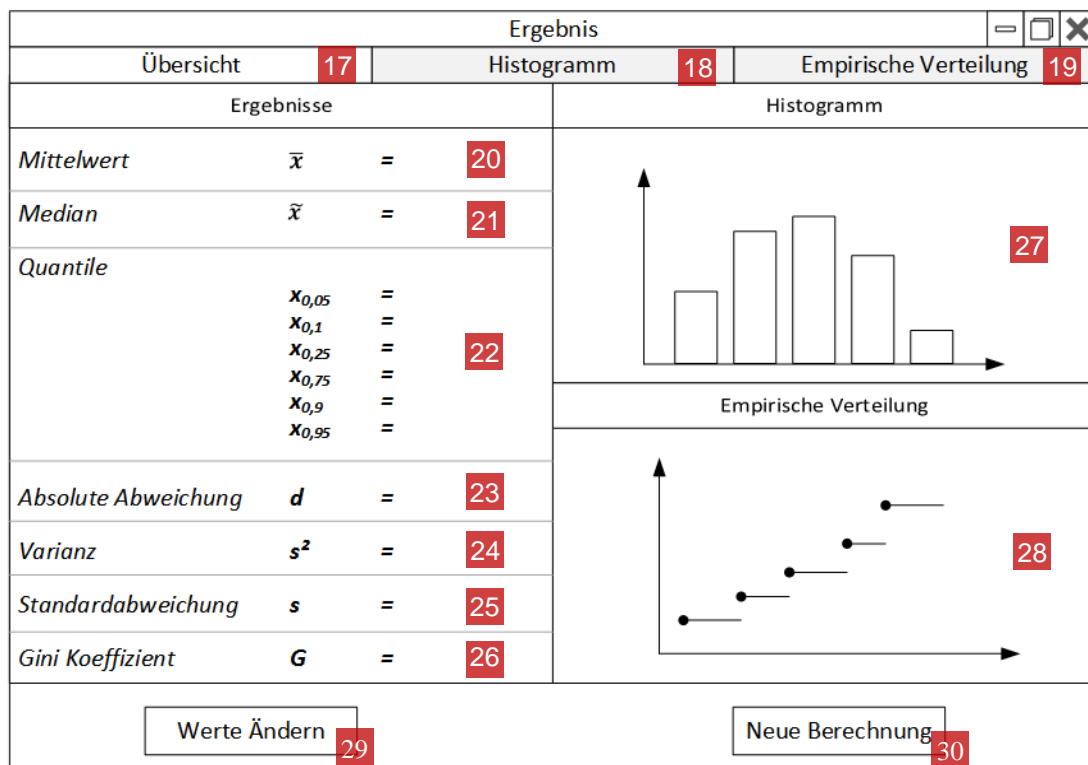 Ergebnis
Übersicht 17 Histogramm 18 Empirische Verteilung 19
Ergebnisse
Mittelwert x̅ = 20
Median x̃ = 21
Quantile
x0,05 =
x0,1 =
x0,25 =
x0,75 =
x0,9 =
x0,95 =
22
Absolute Abweichung d = 23
Varianz s² = 24
Standardabweichung s = 25
Gini Koeffizient G = 26
Histogramm
27
Empirische Verteilung
28
Werte Ändern 29
Neue Berechnung 30